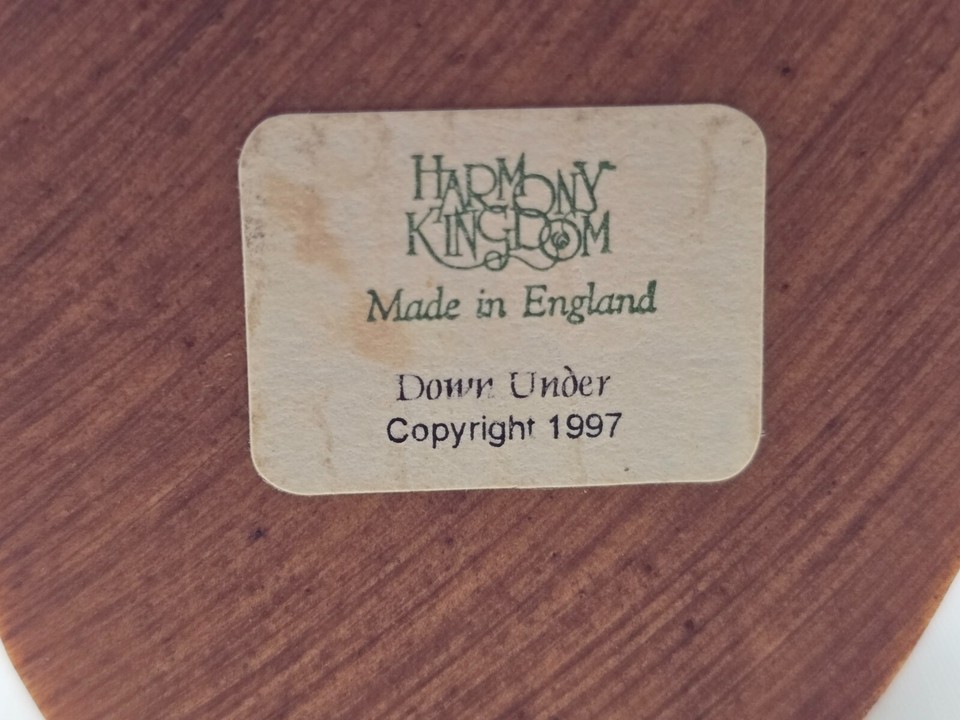 HARMONY
KINGDOM
Made in England
Down Under
Copyright 1997